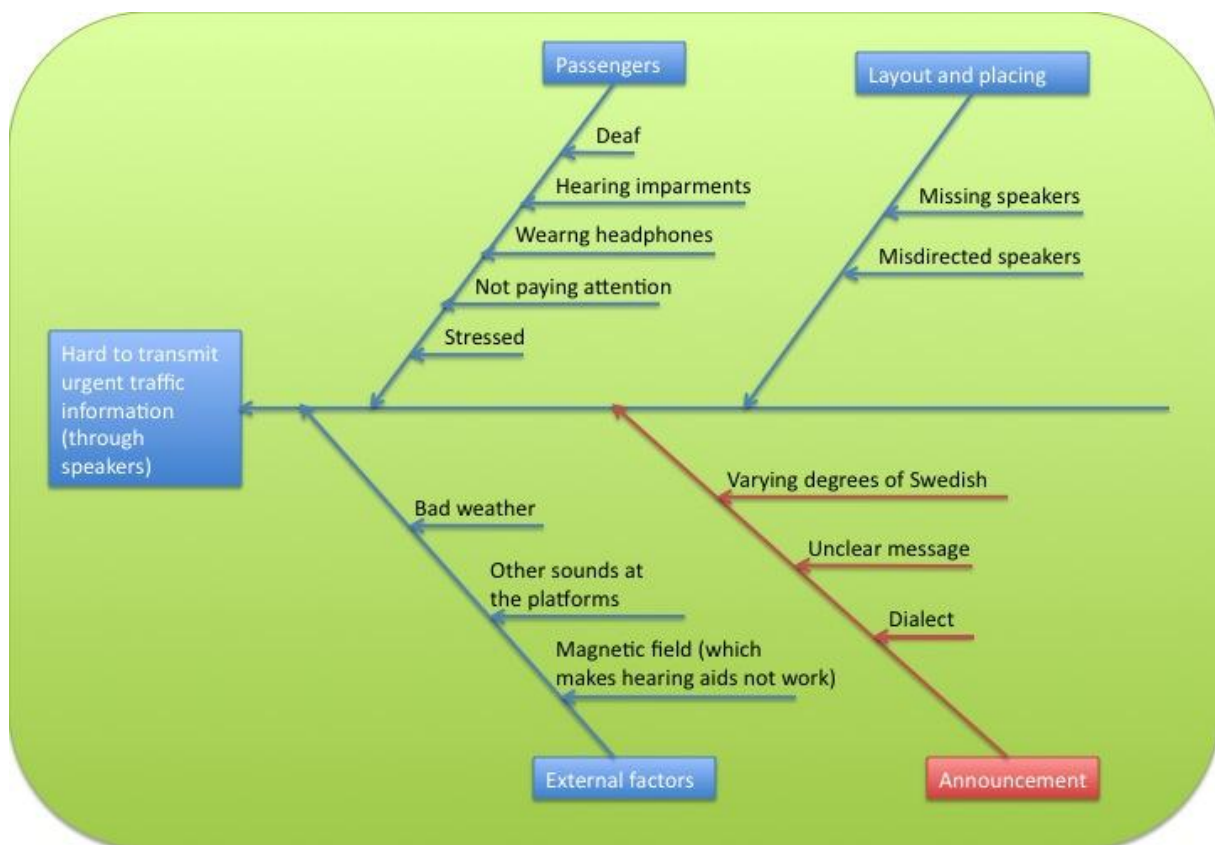 Passengers
Layout and placing
Deaf
Hearing imparments
Wearng headphones
Not paying attention
Stressed
Missing speakers
Misdirected speakers
Hard to transmit
urgent traffic
information
(through
speakers)
Varying degrees of Swedish
Unclear message
Dialect
Bad weather
Other sounds at
the platforms
Magnetic field (which
makes hearing aids not work)
External factors
Announcement